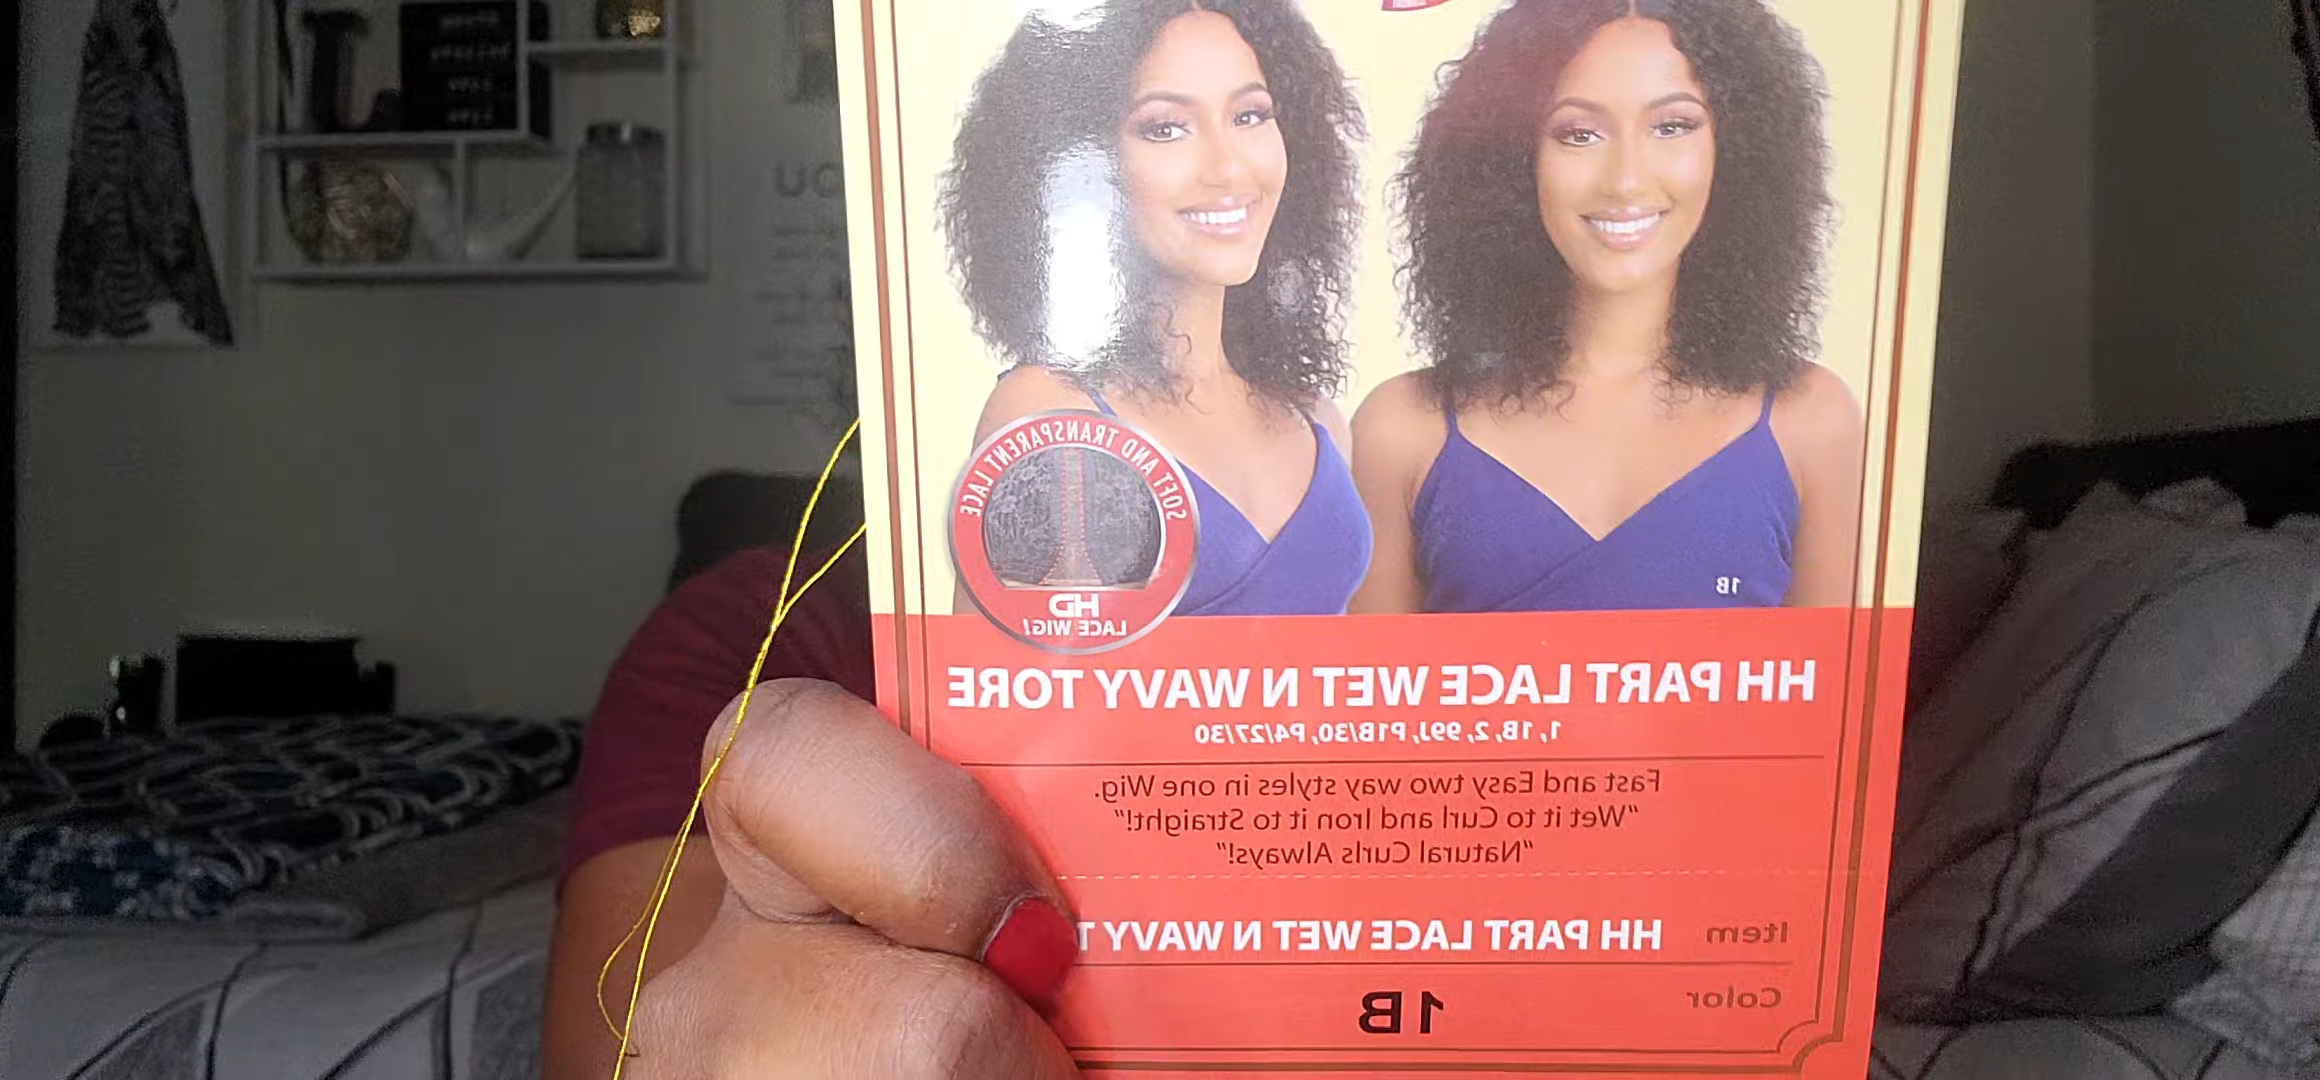 SOFT AND TRANSPARENT LACE
HD
LACE WIG!
1B
HH PART LACE WET N WAVY TORE
1, 1B, 2, 99J, P1B/30, P4/27/30
Fast and Easy two way styles in one Wig.
"Wet it to Curl and Iron it to Straight!"
"Natural Curls Always!"
Item HH PART LACE WET N WAVY T
Color 1B